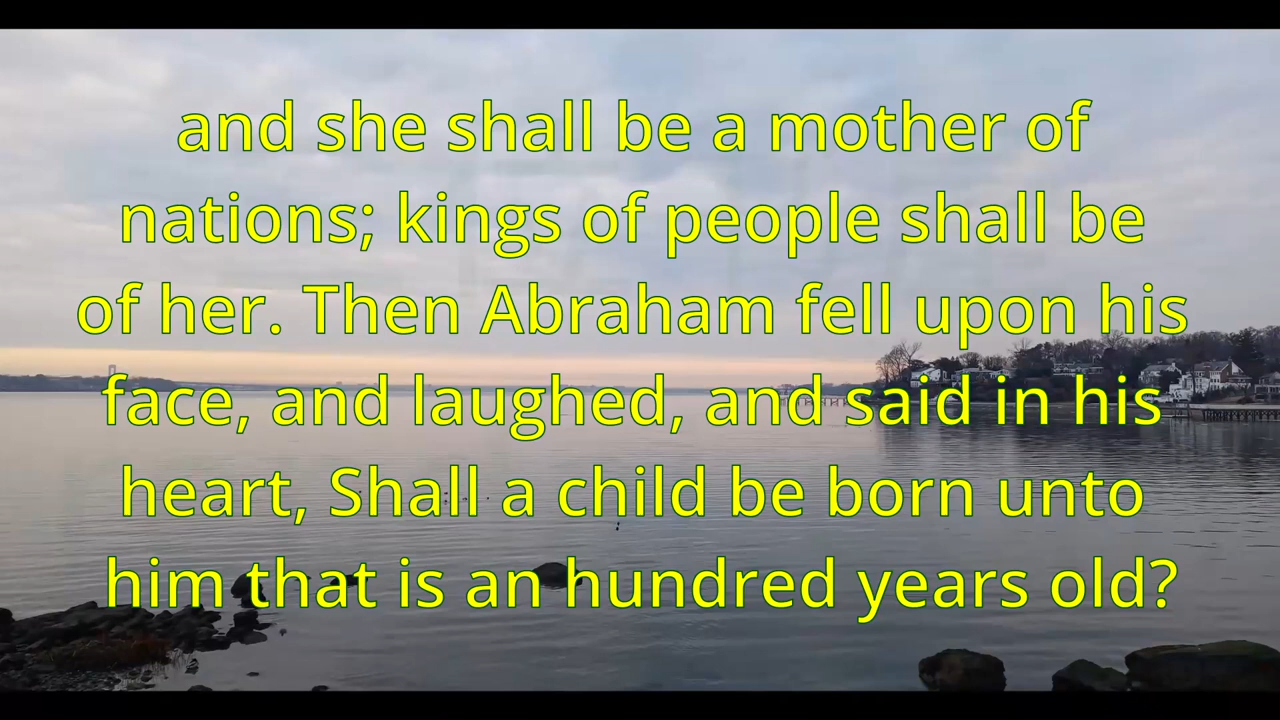 and she shall be a mother of
nations; kings of people shall be
of her. Then Abraham fell upon his
face, and laughed, and said in his
heart, Shall a child be born unto
him that is an hundred years old?